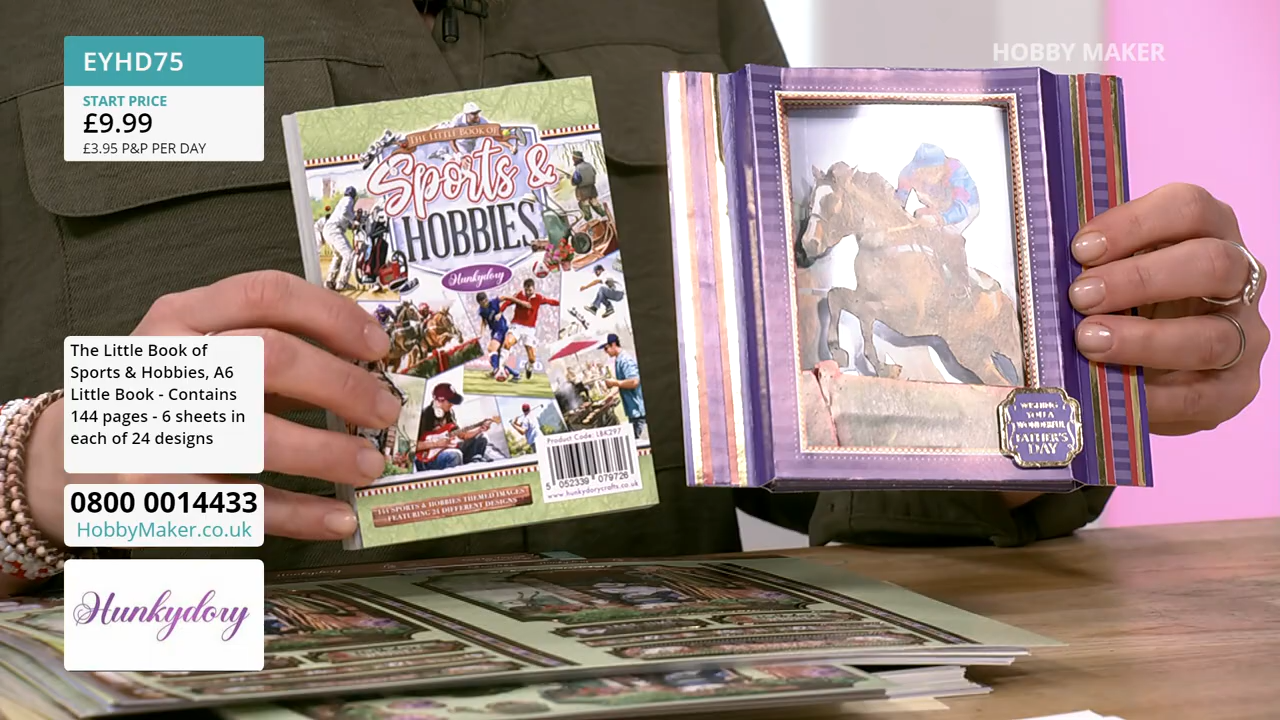 EYHD75
START PRICE
£9.99
£3.95 P&P PER DAY
HOBBY MAKER
THE LITTLE BOOK OF
Sports &
HOBBIES
Hunkydory
Product Code: LBK297
5 052339 079726
www.hunkydorycrafts.co.uk
144 SPORTS & HOBBIES THEMED IMAGES
FEATURING 24 DIFFERENT DESIGNS
WISHING
YOU A
WONDERFUL
FATHER'S
DAY
The Little Book of
Sports & Hobbies, A6
Little Book - Contains
144 pages - 6 sheets in
each of 24 designs
0800 0014433
HobbyMaker.co.uk
Hunkydory